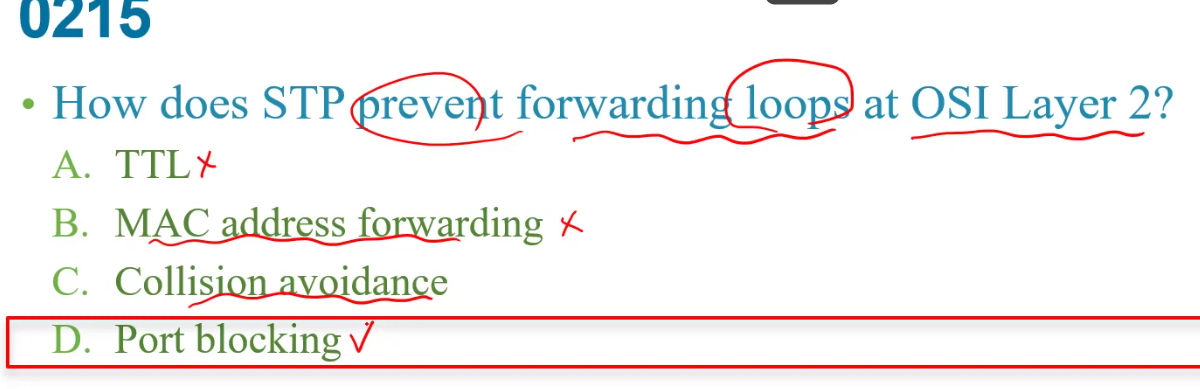 0215
• How does STP prevent forwarding loops at OSI Layer 2?
A. TTL
B. MAC address forwarding
C. Collision avoidance
D. Port blocking